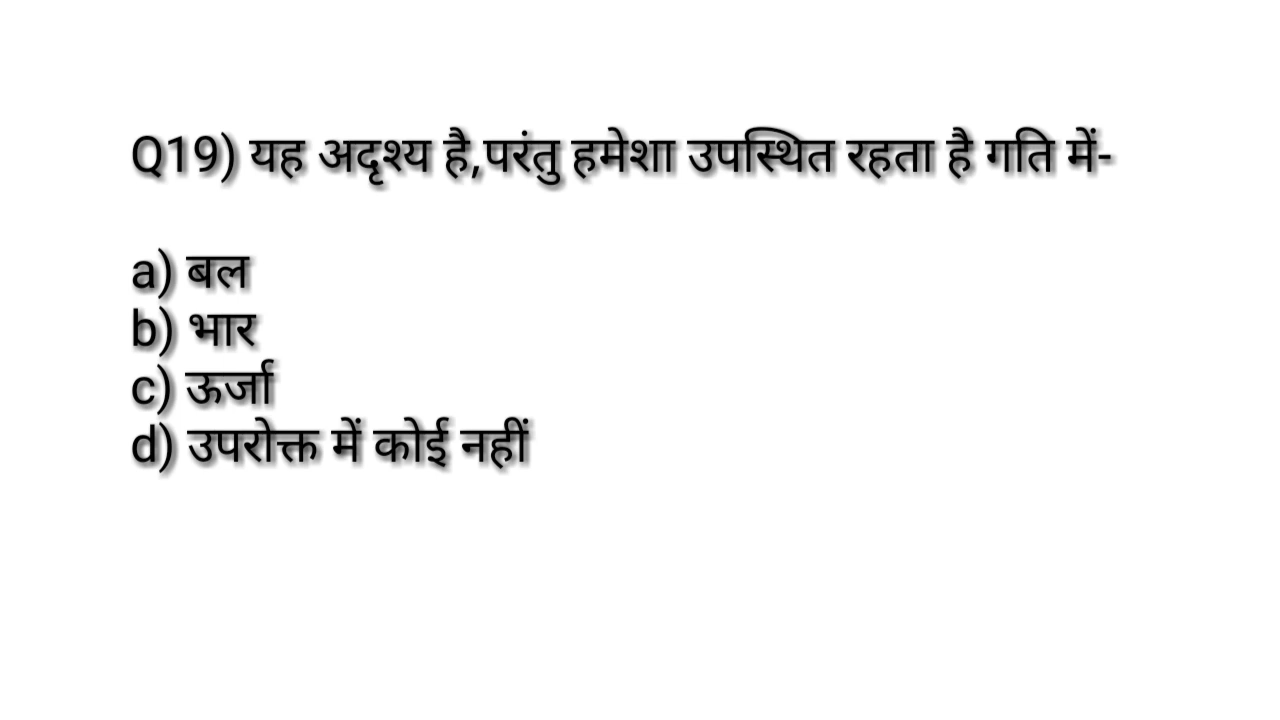 Q19) यह अदृश्य है,परंतु हमेशा उपस्थित रहता है गति में-
a) बल
b) भार
c) ऊर्जा
d) उपरोक्त में कोई नहीं